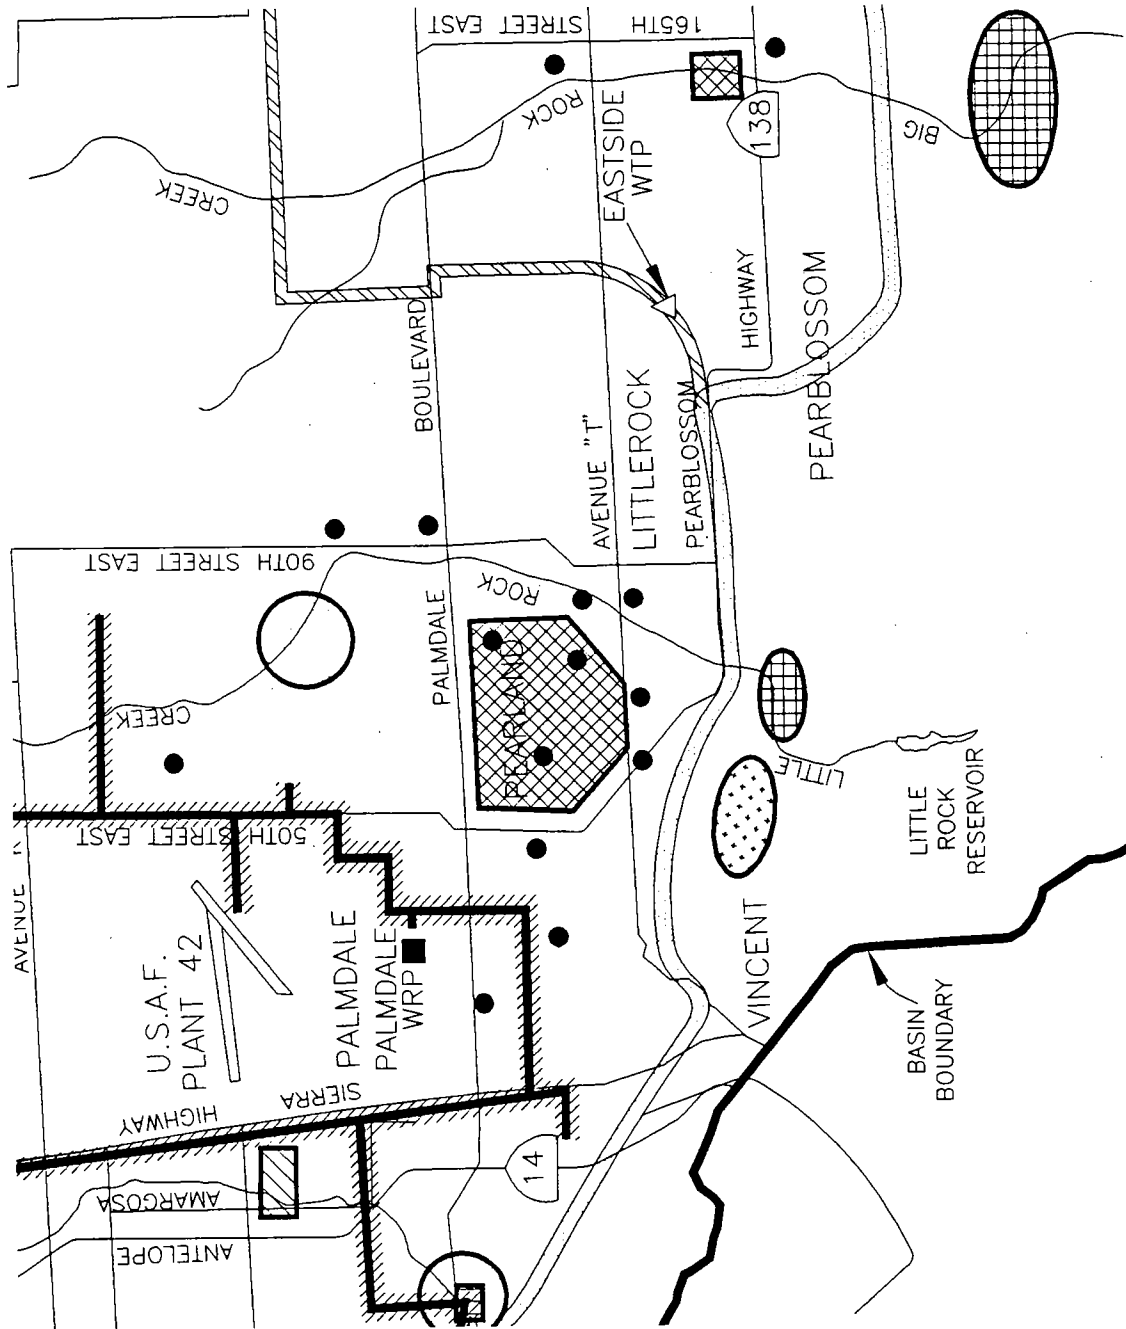 165TH STREET EAST
138
BIG
ROCK
CREEK
EASTSIDE
WTP
HIGHWAY
PEARBLOSSOM
PEARBLOSSOM
LITTLEROCK
AVENUE "T"
BOULEVARD
PALMDALE
90TH STREET EAST
ROCK
CREEK
PEARLAND
LITTLE
LITTLE
ROCK
RESERVOIR
50TH STREET EAST
AVENUE
U.S.A.F.
PLANT 42
PALMDALE
PALMDALE
WRP
VINCENT
BASIN
BOUNDARY
SIERRA
HIGHWAY
14
AMARGOSA
ANTELOPE